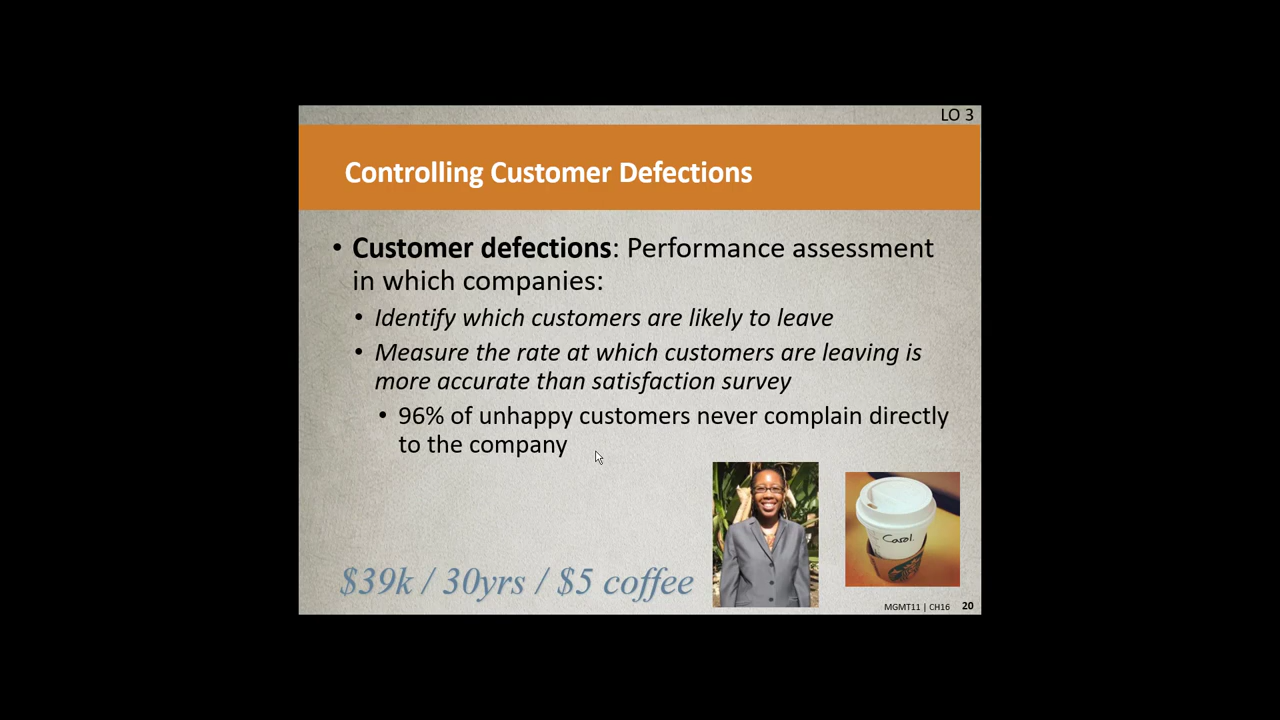 LO 3
Controlling Customer Defections
• Customer defections: Performance assessment
in which companies:
• Identify which customers are likely to leave
• Measure the rate at which customers are leaving is
more accurate than satisfaction survey
• 96% of unhappy customers never complain directly
to the company
Carol.
$39k / 30yrs / $5 coffee
MGMT11 | CH16 20